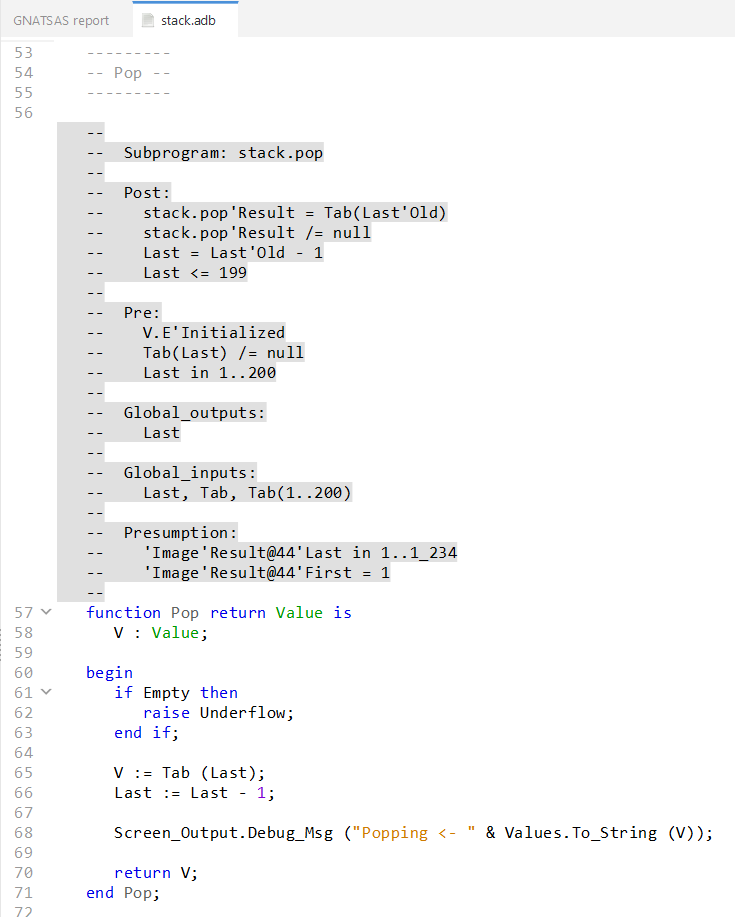 GNATSAS report stack.adb
53 ---------
54 -- Pop --
55 ---------
56
--
-- Subprogram: stack.pop
--
-- Post:
--   stack.pop'Result = Tab(Last'Old)
--   stack.pop'Result /= null
--   Last = Last'Old - 1
--   Last <= 199
--
-- Pre:
--   V.E'Initialized
--   Tab(Last) /= null
--   Last in 1..200
--
-- Global_outputs:
--   Last
--
-- Global_inputs:
--   Last, Tab, Tab(1..200)
--
-- Presumption:
--   'Image'Result@44'Last in 1..1_234
--   'Image'Result@44'First = 1
--
57 function Pop return Value is
58    V : Value;
59
60 begin
61    if Empty then
62       raise Underflow;
63    end if;
64
65    V := Tab (Last);
66    Last := Last - 1;
67
68    Screen_Output.Debug_Msg ("Popping <- " & Values.To_String (V));
69
70    return V;
71 end Pop;
72